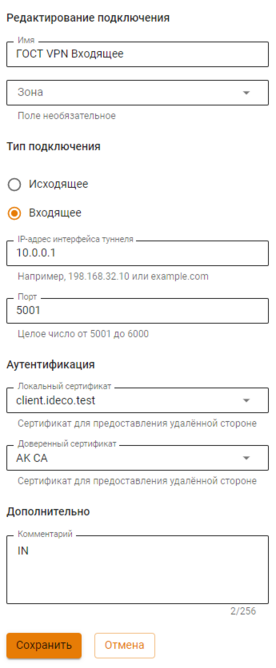 Редактирование подключения
Имя
ГОСТ VPN Входящее
Зона
Поле необязательное
Тип подключения
Исходящее
Входящее
IP-адрес интерфейса туннеля
10.0.0.1
Например, 198.168.32.10 или example.com
Порт
5001
Целое число от 5001 до 6000
Аутентификация
Локальный сертификат
client.ideco.test
Сертификат для предоставления удалённой стороне
Доверенный сертификат
AK CA
Сертификат для предоставления удалённой стороне
Дополнительно
Комментарий
IN
2/256
Сохранить
Отмена